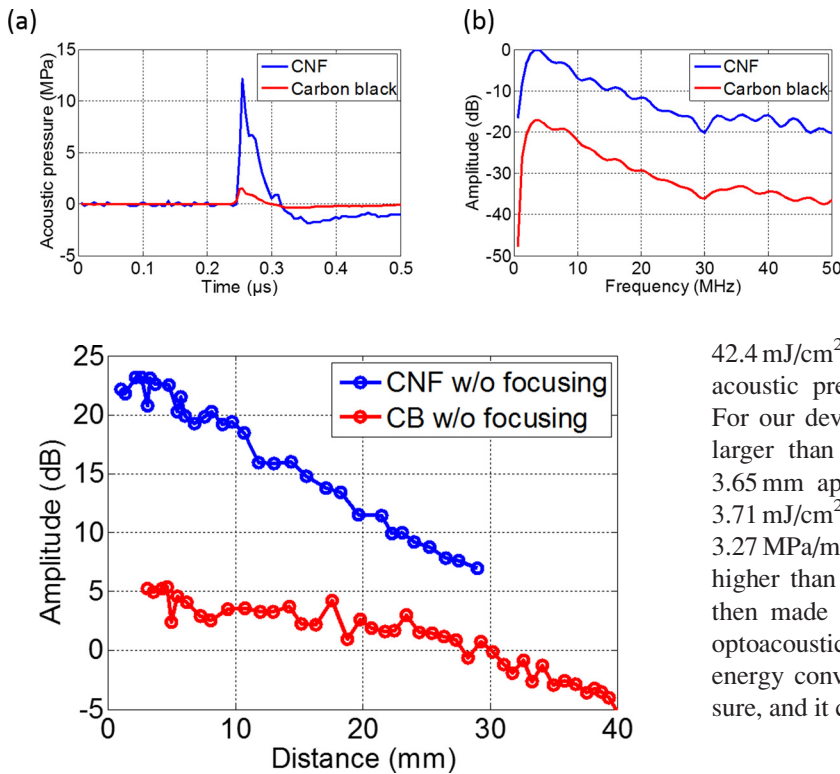 (a)
15
10
5
0
-5
Acoustic pressure (MPa)
CNF
Carbon black
0
0.1
0.2
0.3
0.4
0.5
Time (µs)
(b)
0
-10
-20
-30
-40
-50
Amplitude (dB)
CNF
Carbon black
0
10
20
30
40
50
Frequency (MHz)
25
20
15
10
5
0
-5
Amplitude (dB)
CNF w/o focusing
CB w/o focusing
0
10
20
30
40
Distance (mm)
42.4 mJ/cm²
acoustic pre
For our dev
larger than
3.65 mm ap
3.71 mJ/cm²
3.27 MPa/m
higher than
then made
optoacoustic
energy conv
sure, and it c